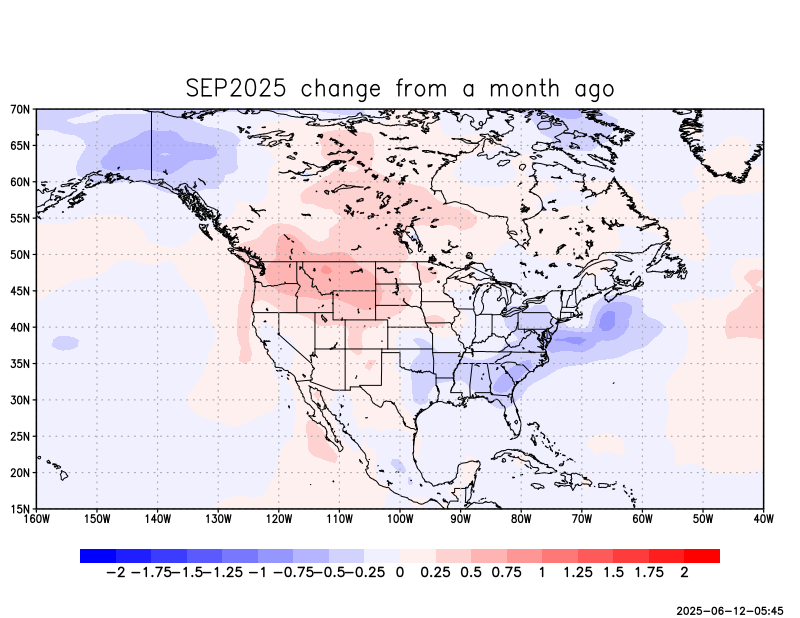 SEP2025 change from a month ago
70N
65N
60N
55N
50N
45N
40N
35N
30N
25N
20N
15N
160W 150W 140W 130W 120W 110W 100W 90W 80W 70W 60W 50W 40W
−2 −1.75 −1.5 −1.25 −1 −0.75 −0.5 −0.25 0 0.25 0.5 0.75 1 1.25 1.5 1.75 2
2025−06−12−05:45